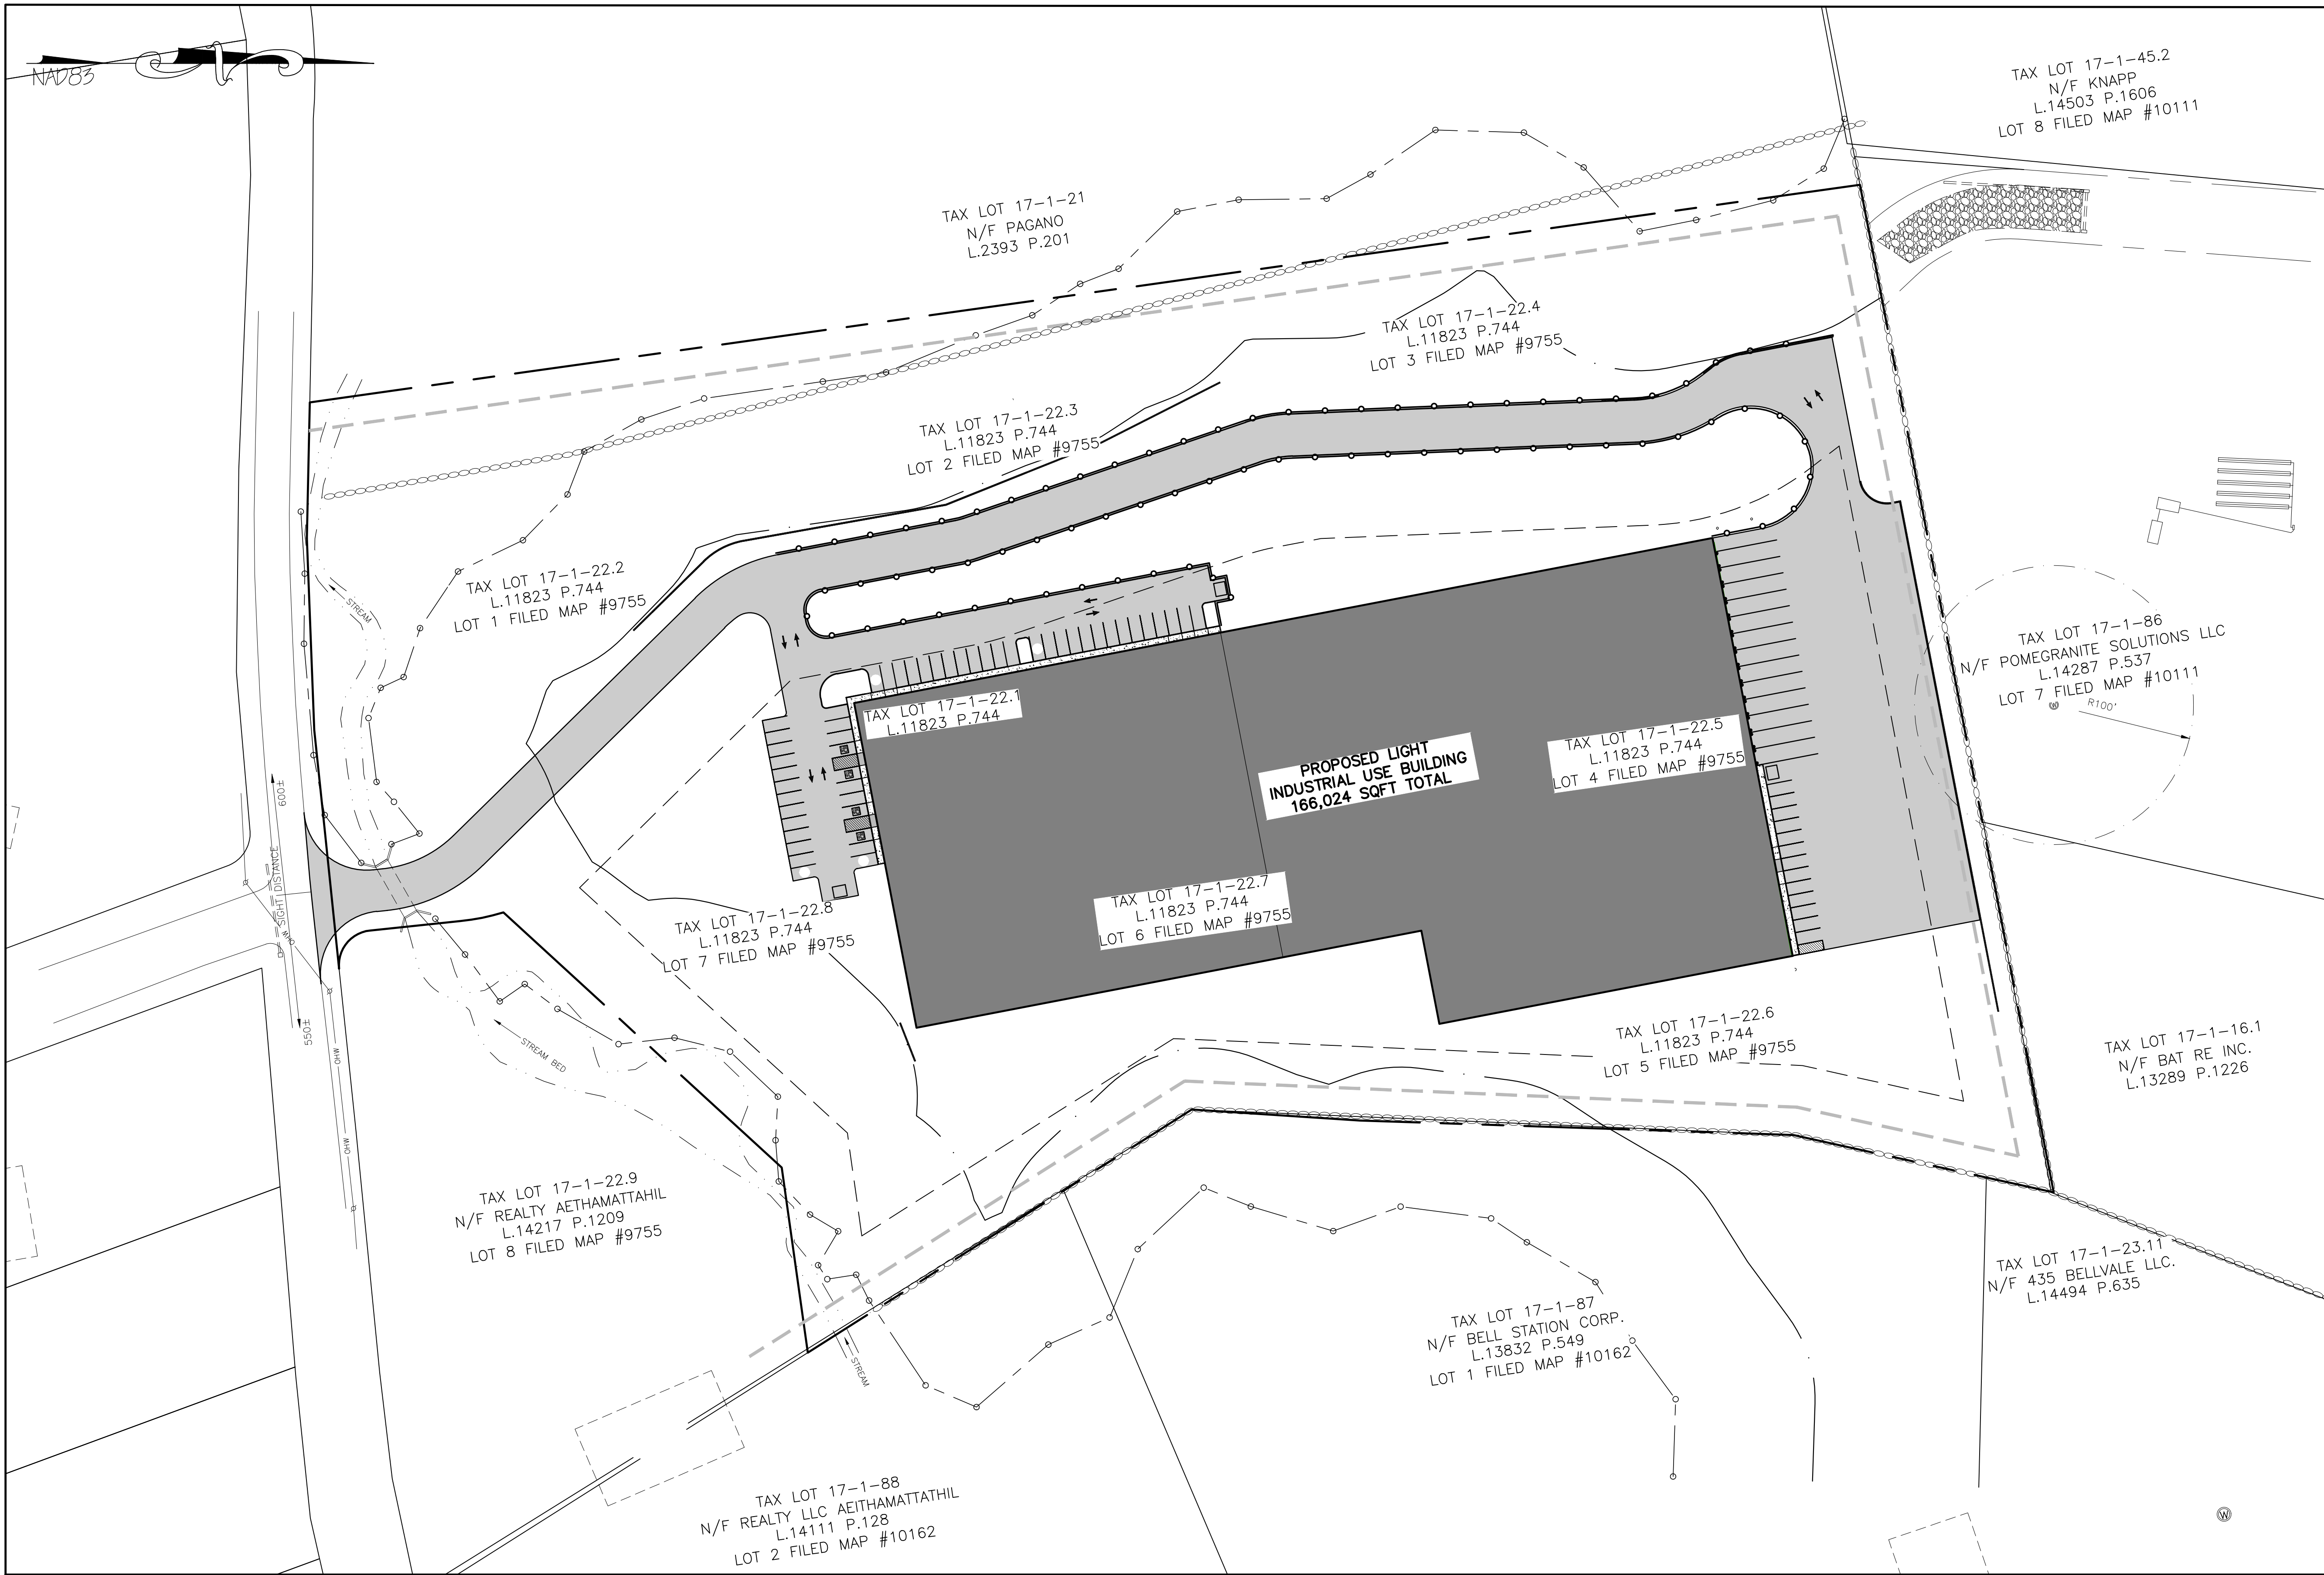 NAD83
TAX LOT 17-1-45.2
N/F KNAPP
L.14503 P.1606
LOT 8 FILED MAP #10111
TAX LOT 17-1-21
N/F PAGANO
L.2393 P.201
TAX LOT 17-1-22.4
L.11823 P.744
LOT 3 FILED MAP #9755
TAX LOT 17-1-22.3
L.11823 P.744
LOT 2 FILED MAP #9755
TAX LOT 17-1-22.2
L.11823 P.744
LOT 1 FILED MAP #9755
STREAM
TAX LOT 17-1-86
N/F POMEGRANITE SOLUTIONS LLC
L.14287 P.537
LOT 7 FILED MAP #10111
W
R100'
TAX LOT 17-1-22.1
L.11823 P.744
PROPOSED LIGHT
INDUSTRIAL USE BUILDING
166,024 SQFT TOTAL
TAX LOT 17-1-22.5
L.11823 P.744
LOT 4 FILED MAP #9755
600±
SIGHT DISTANCE
550±
OHW
OHW
OHW
TAX LOT 17-1-22.7
L.11823 P.744
LOT 6 FILED MAP #9755
TAX LOT 17-1-22.8
L.11823 P.744
LOT 7 FILED MAP #9755
STREAM BED
TAX LOT 17-1-22.6
L.11823 P.744
LOT 5 FILED MAP #9755
TAX LOT 17-1-16.1
N/F BAT RE INC.
L.13289 P.1226
TAX LOT 17-1-22.9
N/F REALTY AETHAMATTAHIL
L.14217 P.1209
LOT 8 FILED MAP #9755
TAX LOT 17-1-23.11
N/F 435 BELLVALE LLC.
L.14494 P.635
TAX LOT 17-1-87
N/F BELL STATION CORP.
L.13832 P.549
LOT 1 FILED MAP #10162
STREAM
TAX LOT 17-1-88
N/F REALTY LLC AEITHAMATTATHIL
L.14111 P.128
LOT 2 FILED MAP #10162
W